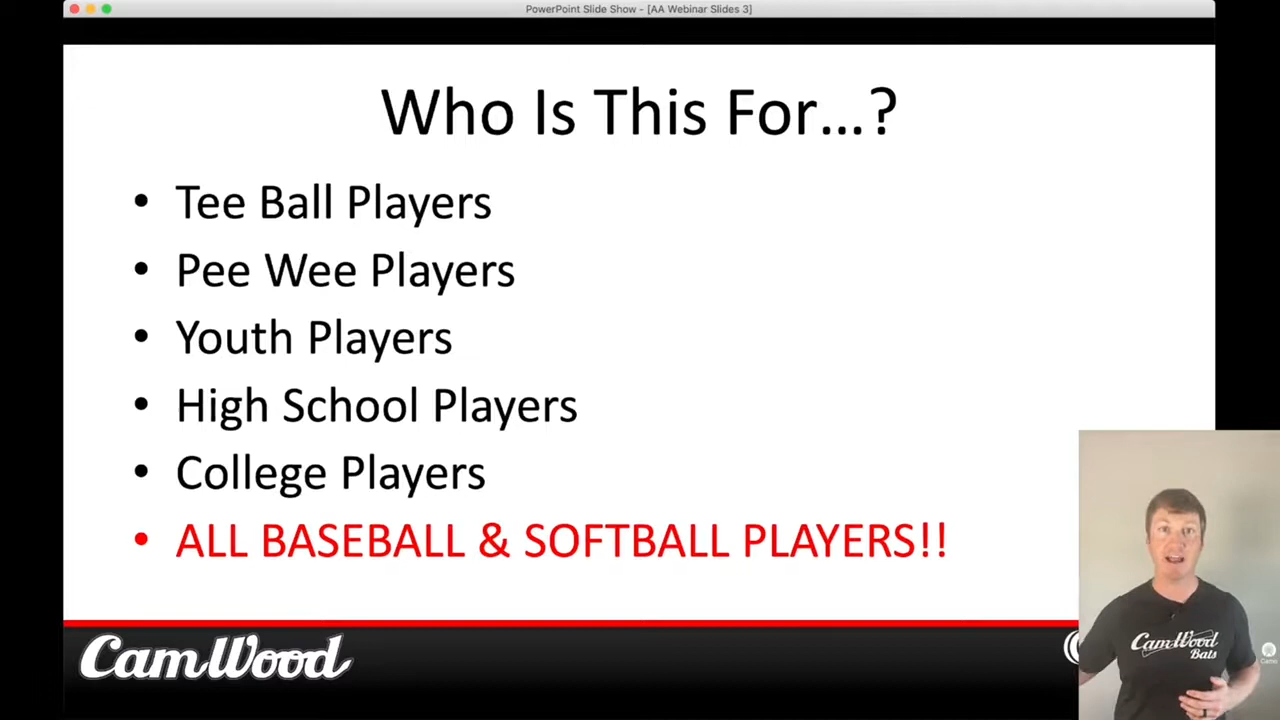 PowerPoint Slide Show - [AA Webinar Slides 3]
Who Is This For...?
• Tee Ball Players
• Pee Wee Players
• Youth Players
• High School Players
• College Players
• ALL BASEBALL & SOFTBALL PLAYERS!!
CamWood
CamWood
Bats
Camo